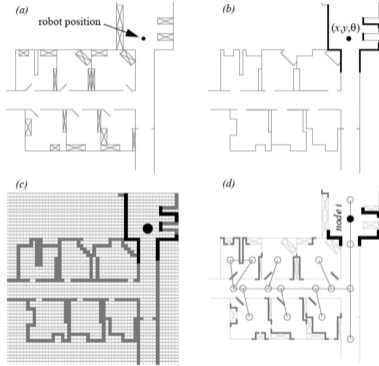 (a)
robot position
(b)
(x,y,θ)
(c)
(d)
node i